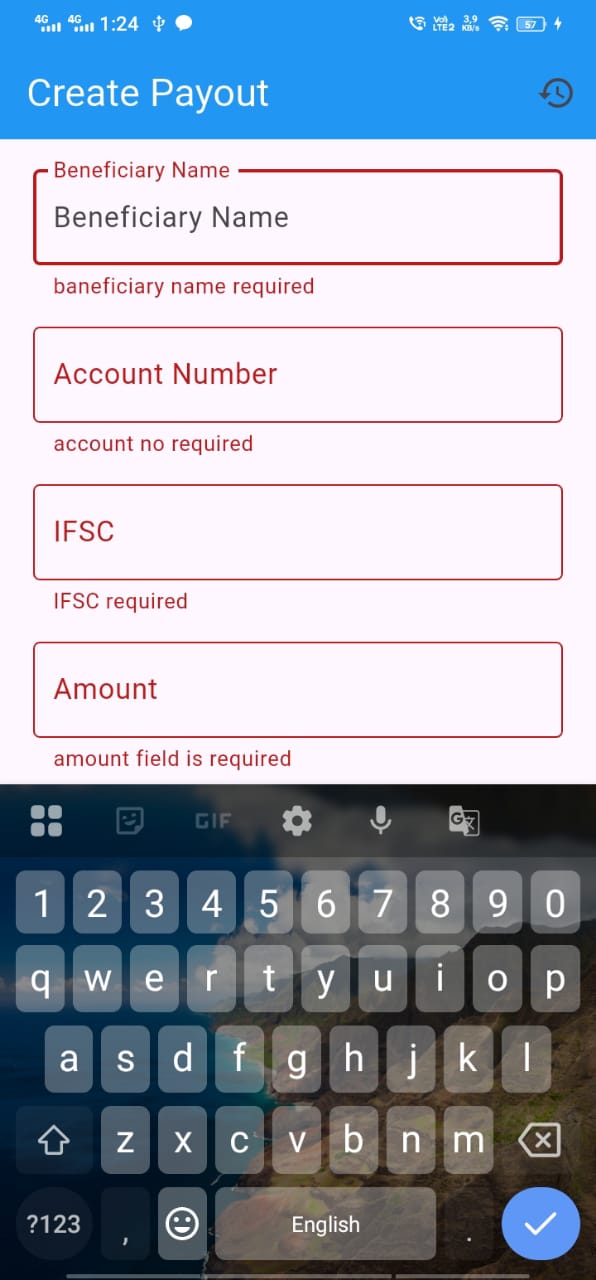 4G 4G 1:24 Voi) LTE2 3,9 KB/s 57
Create Payout
Beneficiary Name
Beneficiary Name
baneficiary name required
Account Number
account no required
IFSC
IFSC required
Amount
amount field is required
GIF G
1 2 3 4 5 6 7 8 9 0
q w e r t y u i o p
a s d f g h j k l
z x c v b n m
?123 , English .